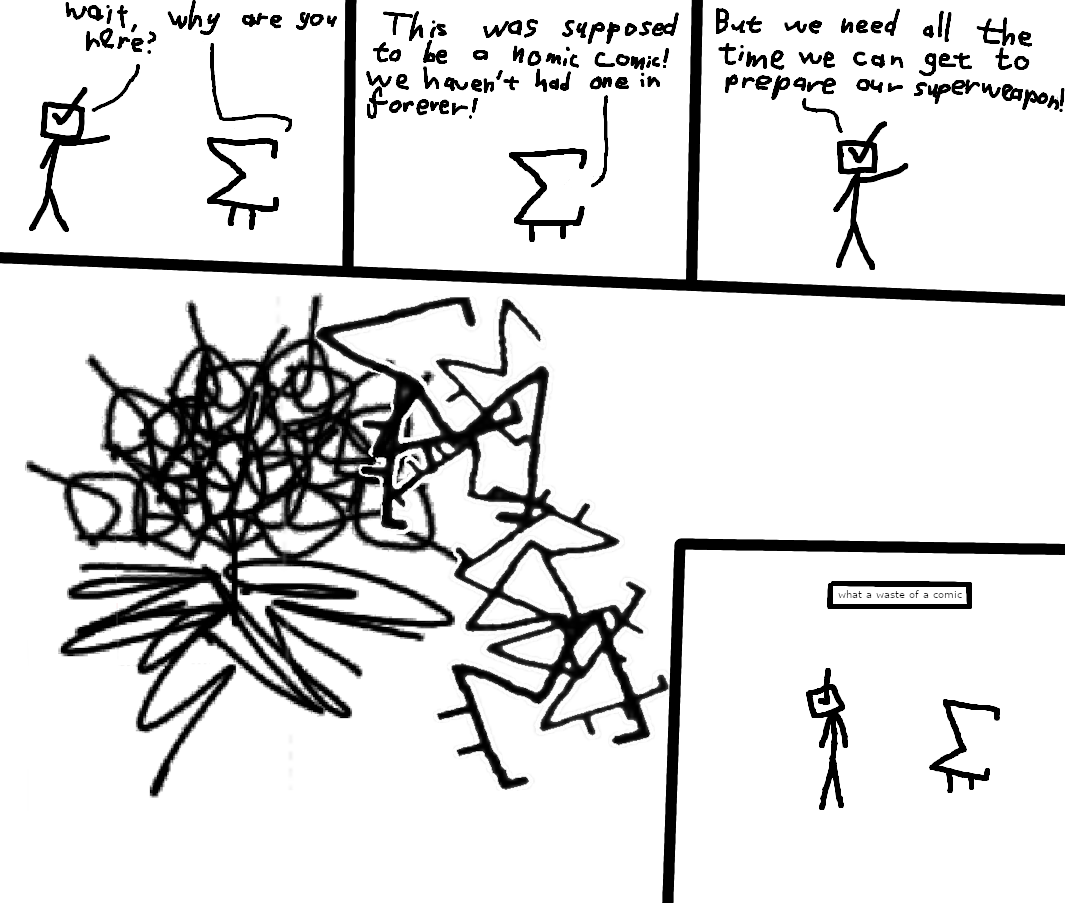 wait, why are you
here?
This was supposed
to be a nomic comic!
we haven't had one in
forever!
But we need all the
time we can get to
prepare our superweapon!
what a waste of a comic